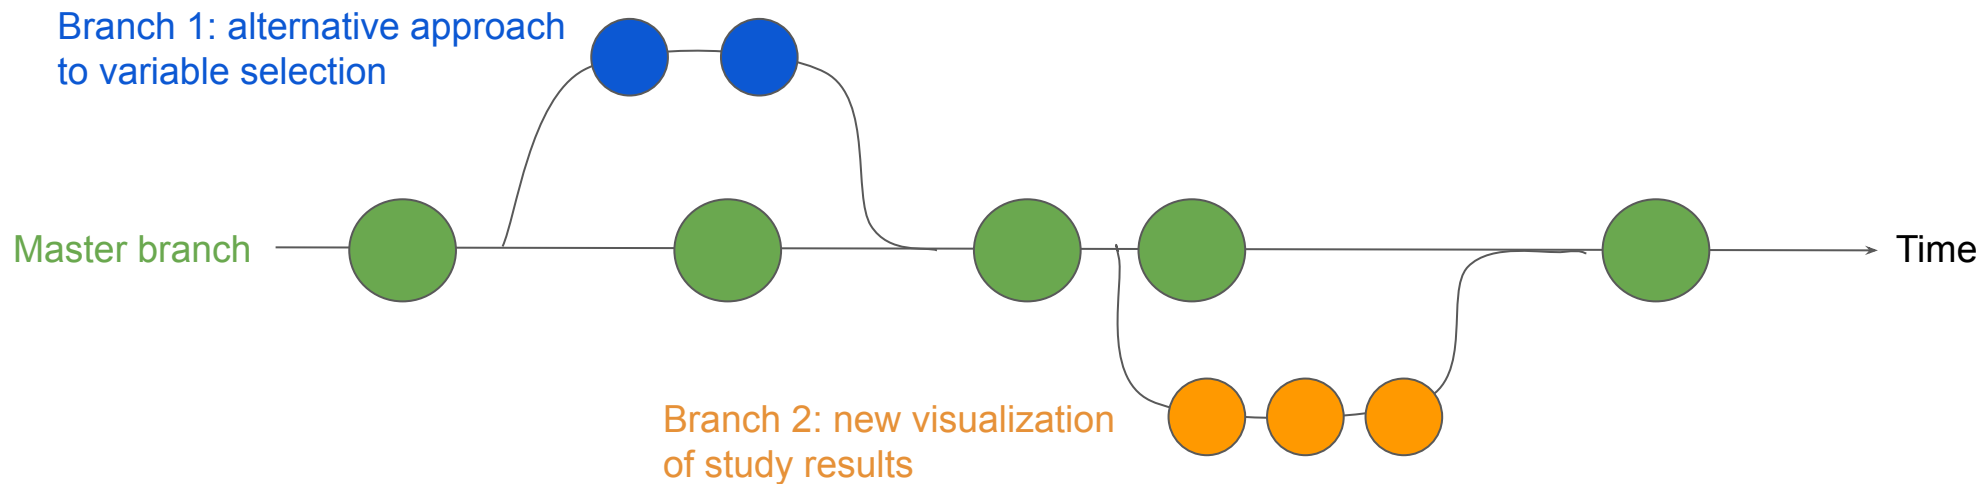 Branch 1: alternative approach
to variable selection
Master branch
Time
Branch 2: new visualization
of study results